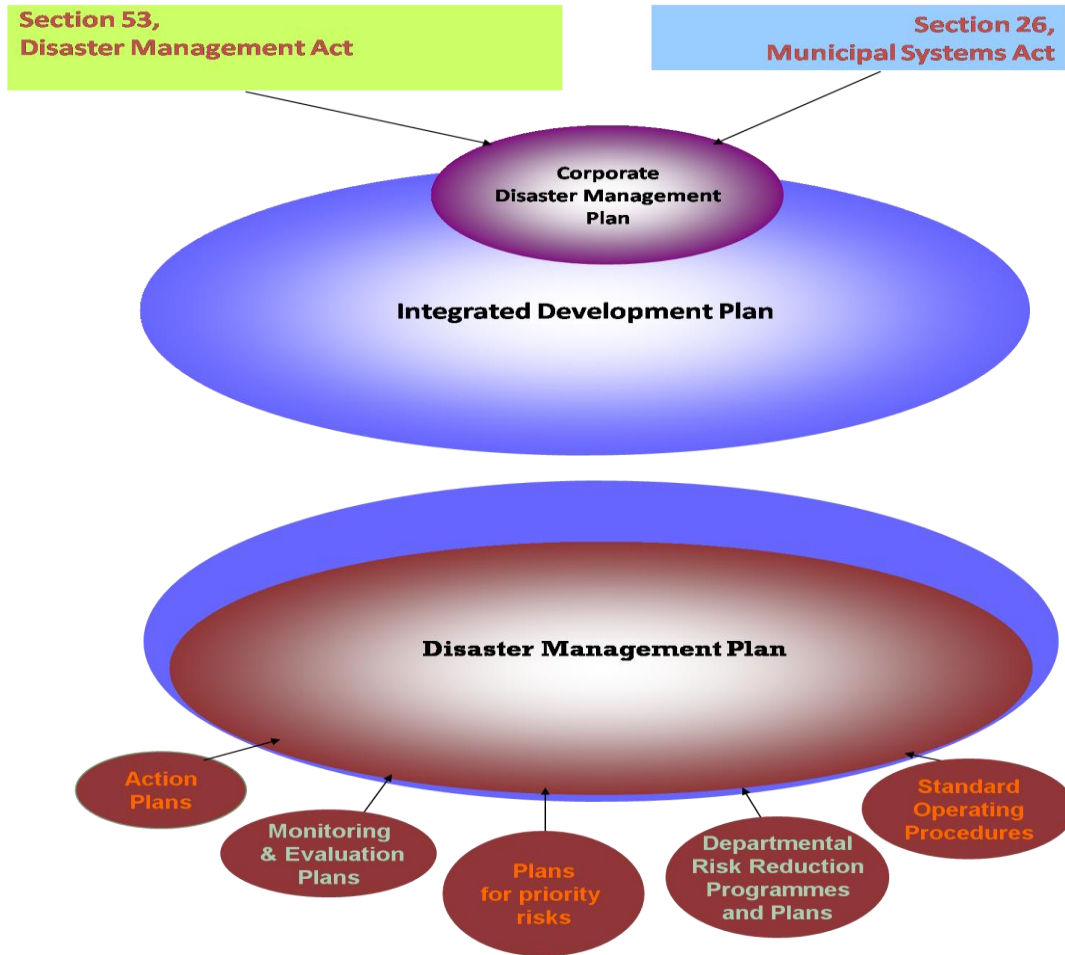 Section 53,
Disaster Management Act
Section 26,
Municipal Systems Act
Corporate
Disaster Management
Plan
Integrated Development Plan
Disaster Management Plan
Action
Plans
Monitoring
& Evaluation
Plans
Plans
for priority
risks
Departmental
Risk Reduction
Programmes
and Plans
Standard
Operating
Procedures